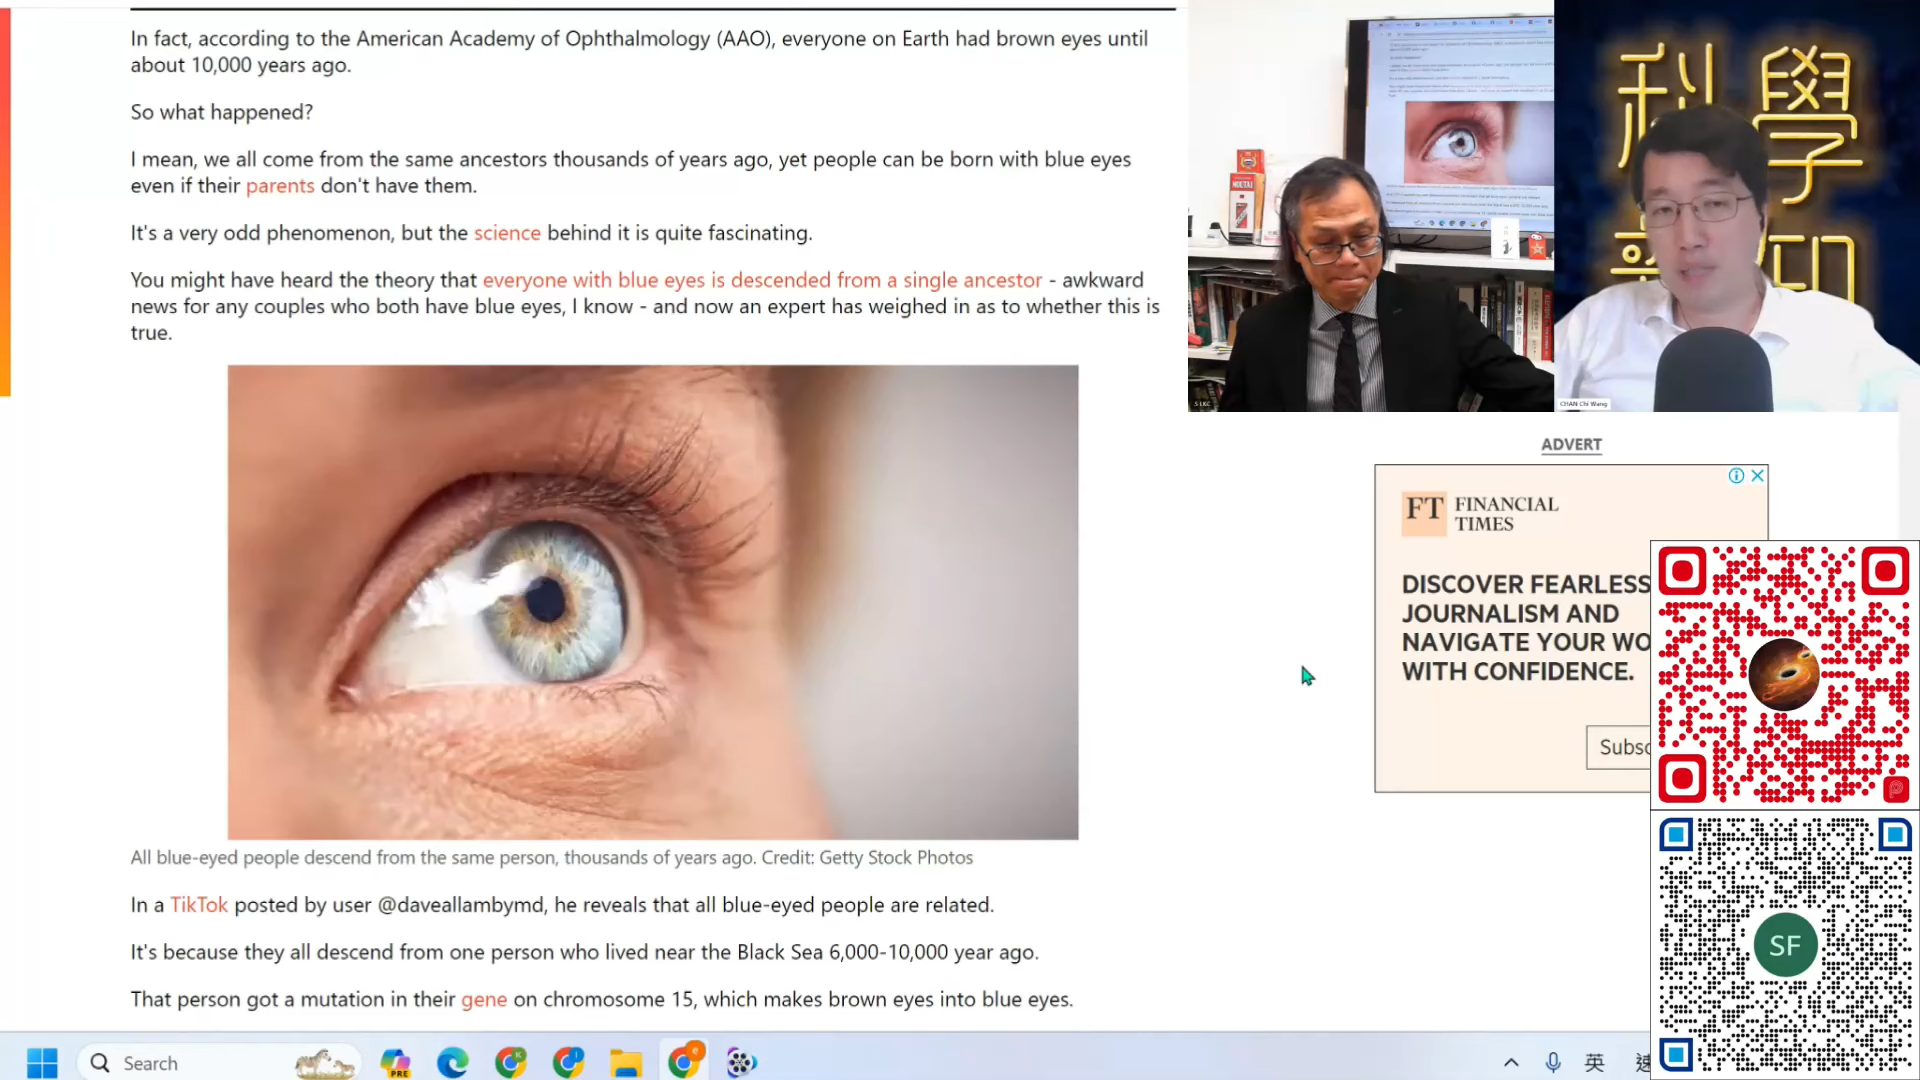 In fact, according to the American Academy of Ophthalmology (AAO), everyone on Earth had brown eyes until
about 10,000 years ago.
So what happened?
I mean, we all come from the same ancestors thousands of years ago, yet people can be born with blue eyes
even if their parents don't have them.
It's a very odd phenomenon, but the science behind it is quite fascinating.
You might have heard the theory that everyone with blue eyes is descended from a single ancestor - awkward
news for any couples who both have blue eyes, I know - and now an expert has weighed in as to whether this is
true.
All blue-eyed people descend from the same person, thousands of years ago. Credit: Getty Stock Photos
In a TikTok posted by user @daveallambymd, he reveals that all blue-eyed people are related.
It's because they all descend from one person who lived near the Black Sea 6,000-10,000 year ago.
That person got a mutation in their gene on chromosome 15, which makes brown eyes into blue eyes.
科學
S LKC
CHAN Chi Wang
ADVERT
FT FINANCIAL
TIMES
DISCOVER FEARLESS
JOURNALISM AND
NAVIGATE YOUR WO
WITH CONFIDENCE.
Subsc
SF
Search
PRE
英
速